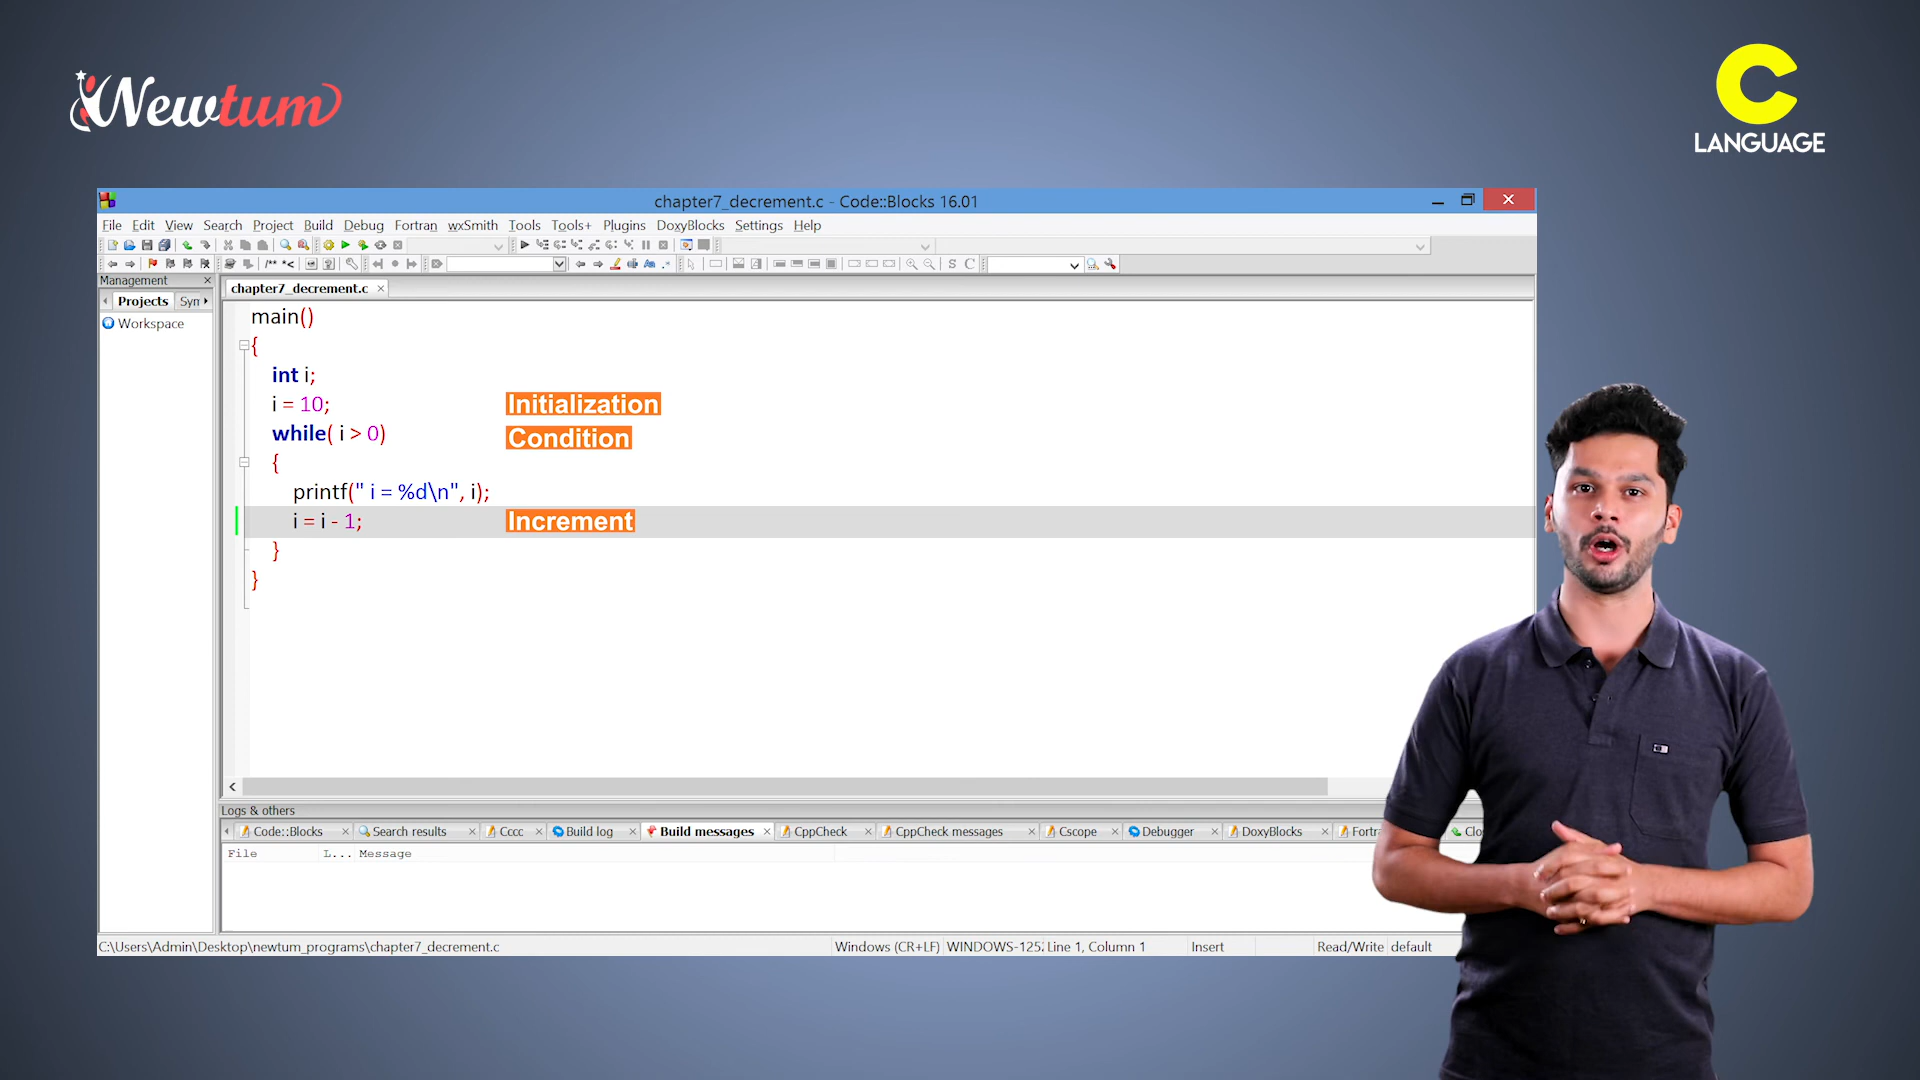 Newtum
C
LANGUAGE
chapter7_decrement.c - Code::Blocks 16.01
File Edit View Search Project Build Debug Fortran wxSmith Tools Tools+ Plugins DoxyBlocks Settings Help
/** *<
S C
Management
Projects Syn
Workspace
chapter7_decrement.c
main()
{
int i;
i = 10; Initialization
while( i > 0) Condition
{
printf(" i = %d\n", i);
i = i - 1; Increment
}
}
Logs & others
Code::Blocks Search results Cccc Build log Build messages CppCheck CppCheck messages Cscope Debugger DoxyBlocks Fortr Clo
File L... Message
C:\Users\Admin\Desktop\newtum_programs\chapter7_decrement.c Windows (CR+LF) WINDOWS-125 Line 1, Column 1 Insert Read/Write default